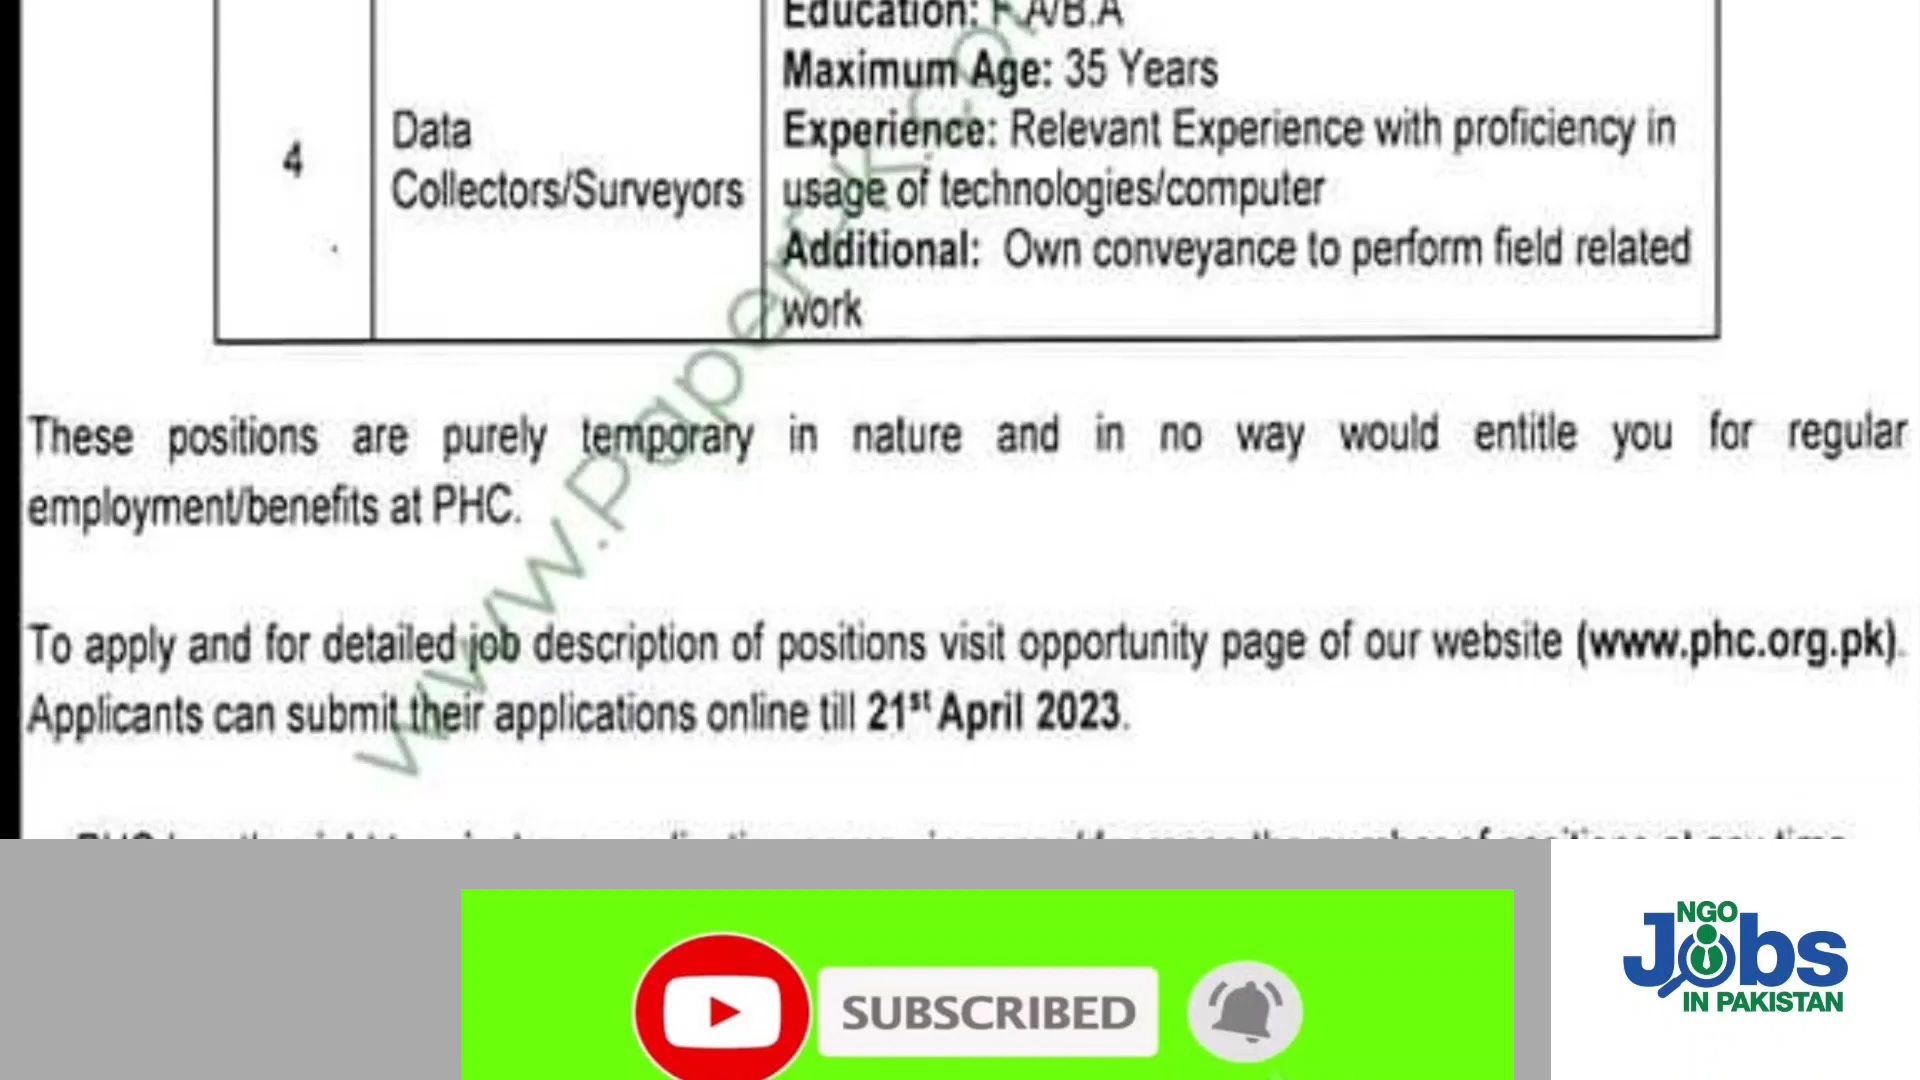 Education: F.A/B.A
Maximum Age: 35 Years
4
Data
Collectors/Surveyors
Experience: Relevant Experience with proficiency in
usage of technologies/computer
Additional: Own conveyance to perform field related
work
These positions are purely temporary in nature and in no way would entitle you for regular
employment/benefits at PHC.
To apply and for detailed job description of positions visit opportunity page of our website (www.phc.org.pk).
Applicants can submit their applications online till 21st April 2023.
www.PaperPk.com
SUBSCRIBED
NGO
Jobs
IN PAKISTAN